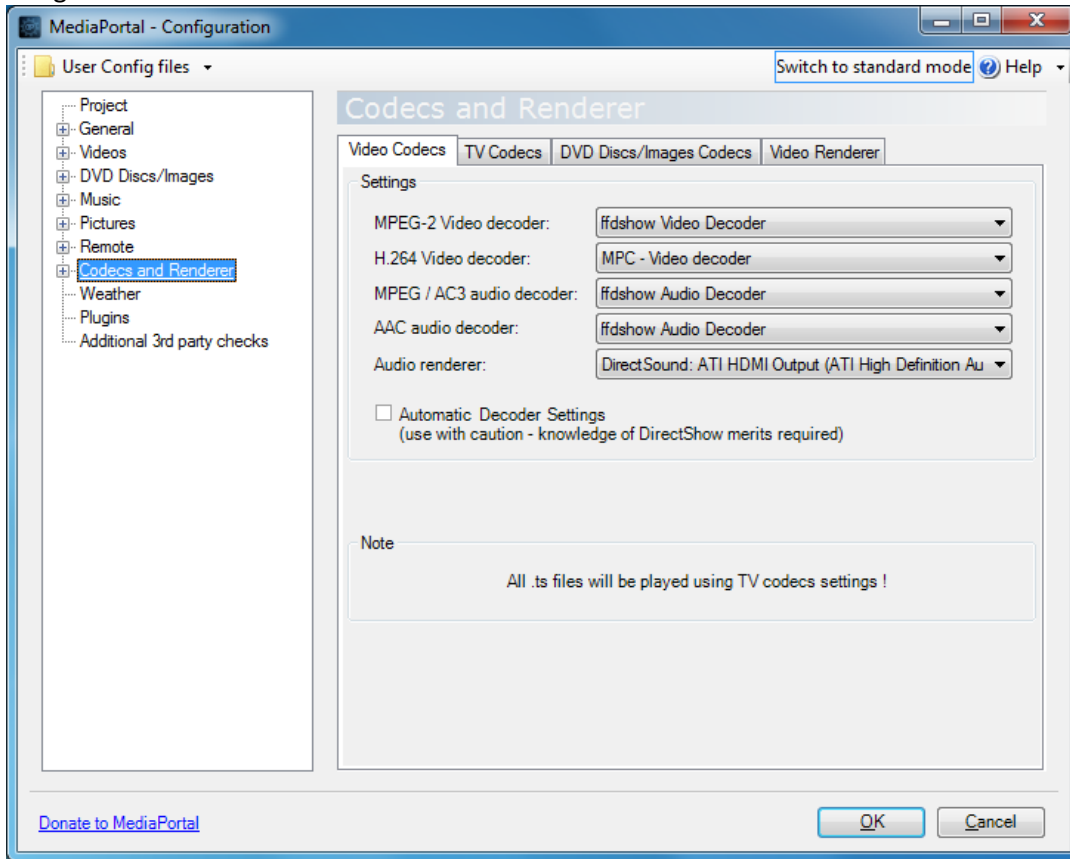 MediaPortal - Configuration
User Config files
Switch to standard mode
Help
Project
General
Videos
DVD Discs/Images
Music
Pictures
Remote
Codecs and Renderer
Weather
Plugins
Additional 3rd party checks
Codecs and Renderer
Video Codecs
TV Codecs
DVD Discs/Images Codecs
Video Renderer
Settings
MPEG-2 Video decoder: ffdshow Video Decoder
H.264 Video decoder: MPC - Video decoder
MPEG / AC3 audio decoder: ffdshow Audio Decoder
AAC audio decoder: ffdshow Audio Decoder
Audio renderer: DirectSound: ATI HDMI Output (ATI High Definition Au
Automatic Decoder Settings
(use with caution - knowledge of DirectShow merits required)
Note
All .ts files will be played using TV codecs settings !
Donate to MediaPortal
OK
Cancel